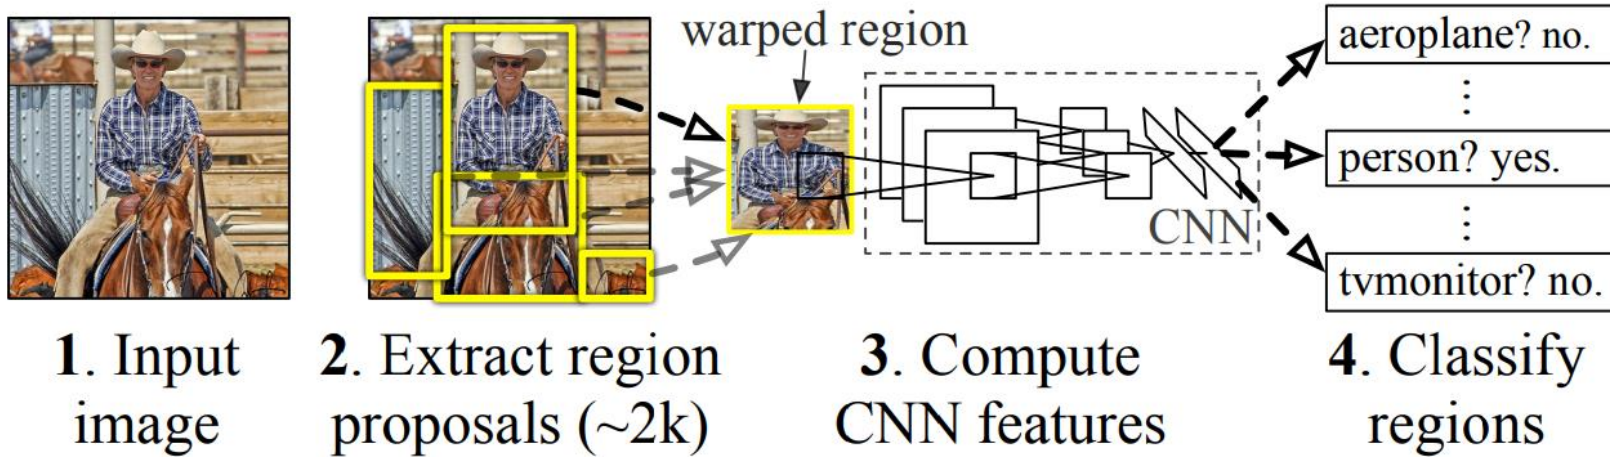 warped region
aeroplane? no.
person? yes.
CNN
tvmonitor? no.
1. Input
image
2. Extract region
proposals (~2k)
3. Compute
CNN features
4. Classify
regions